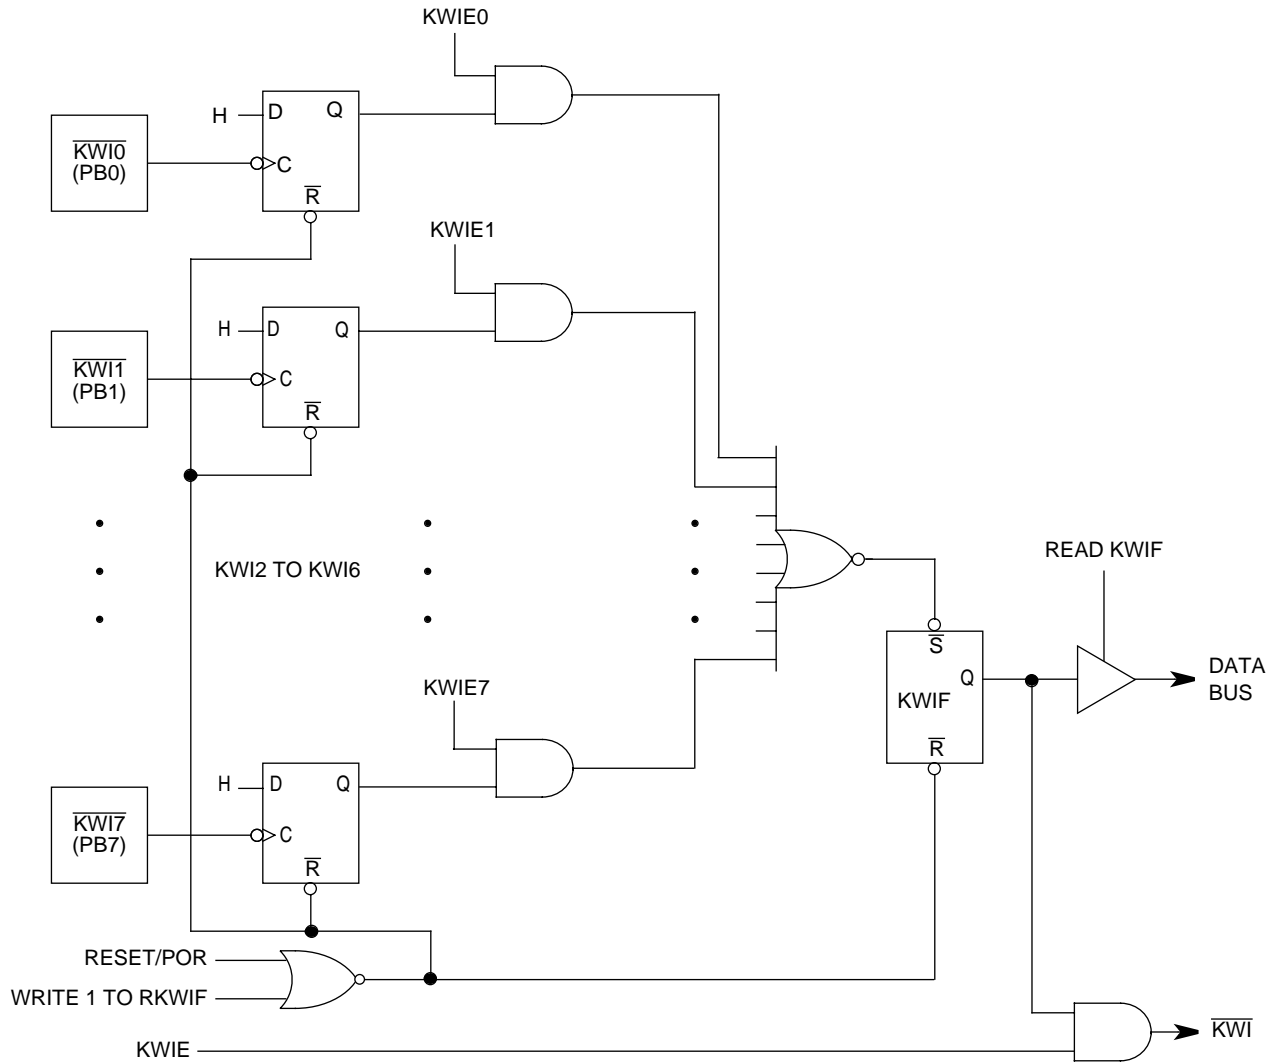 KWIE0
H D Q
KWI0
(PB0)
C
R
KWIE1
H D Q
KWI1
(PB1)
C
R
KWI2 TO KWI6
READ KWIF
S
Q
KWIF
R
DATA
BUS
KWIE7
H D Q
KWI7
(PB7)
C
R
RESET/POR
WRITE 1 TO RKWIF
KWI
KWIE